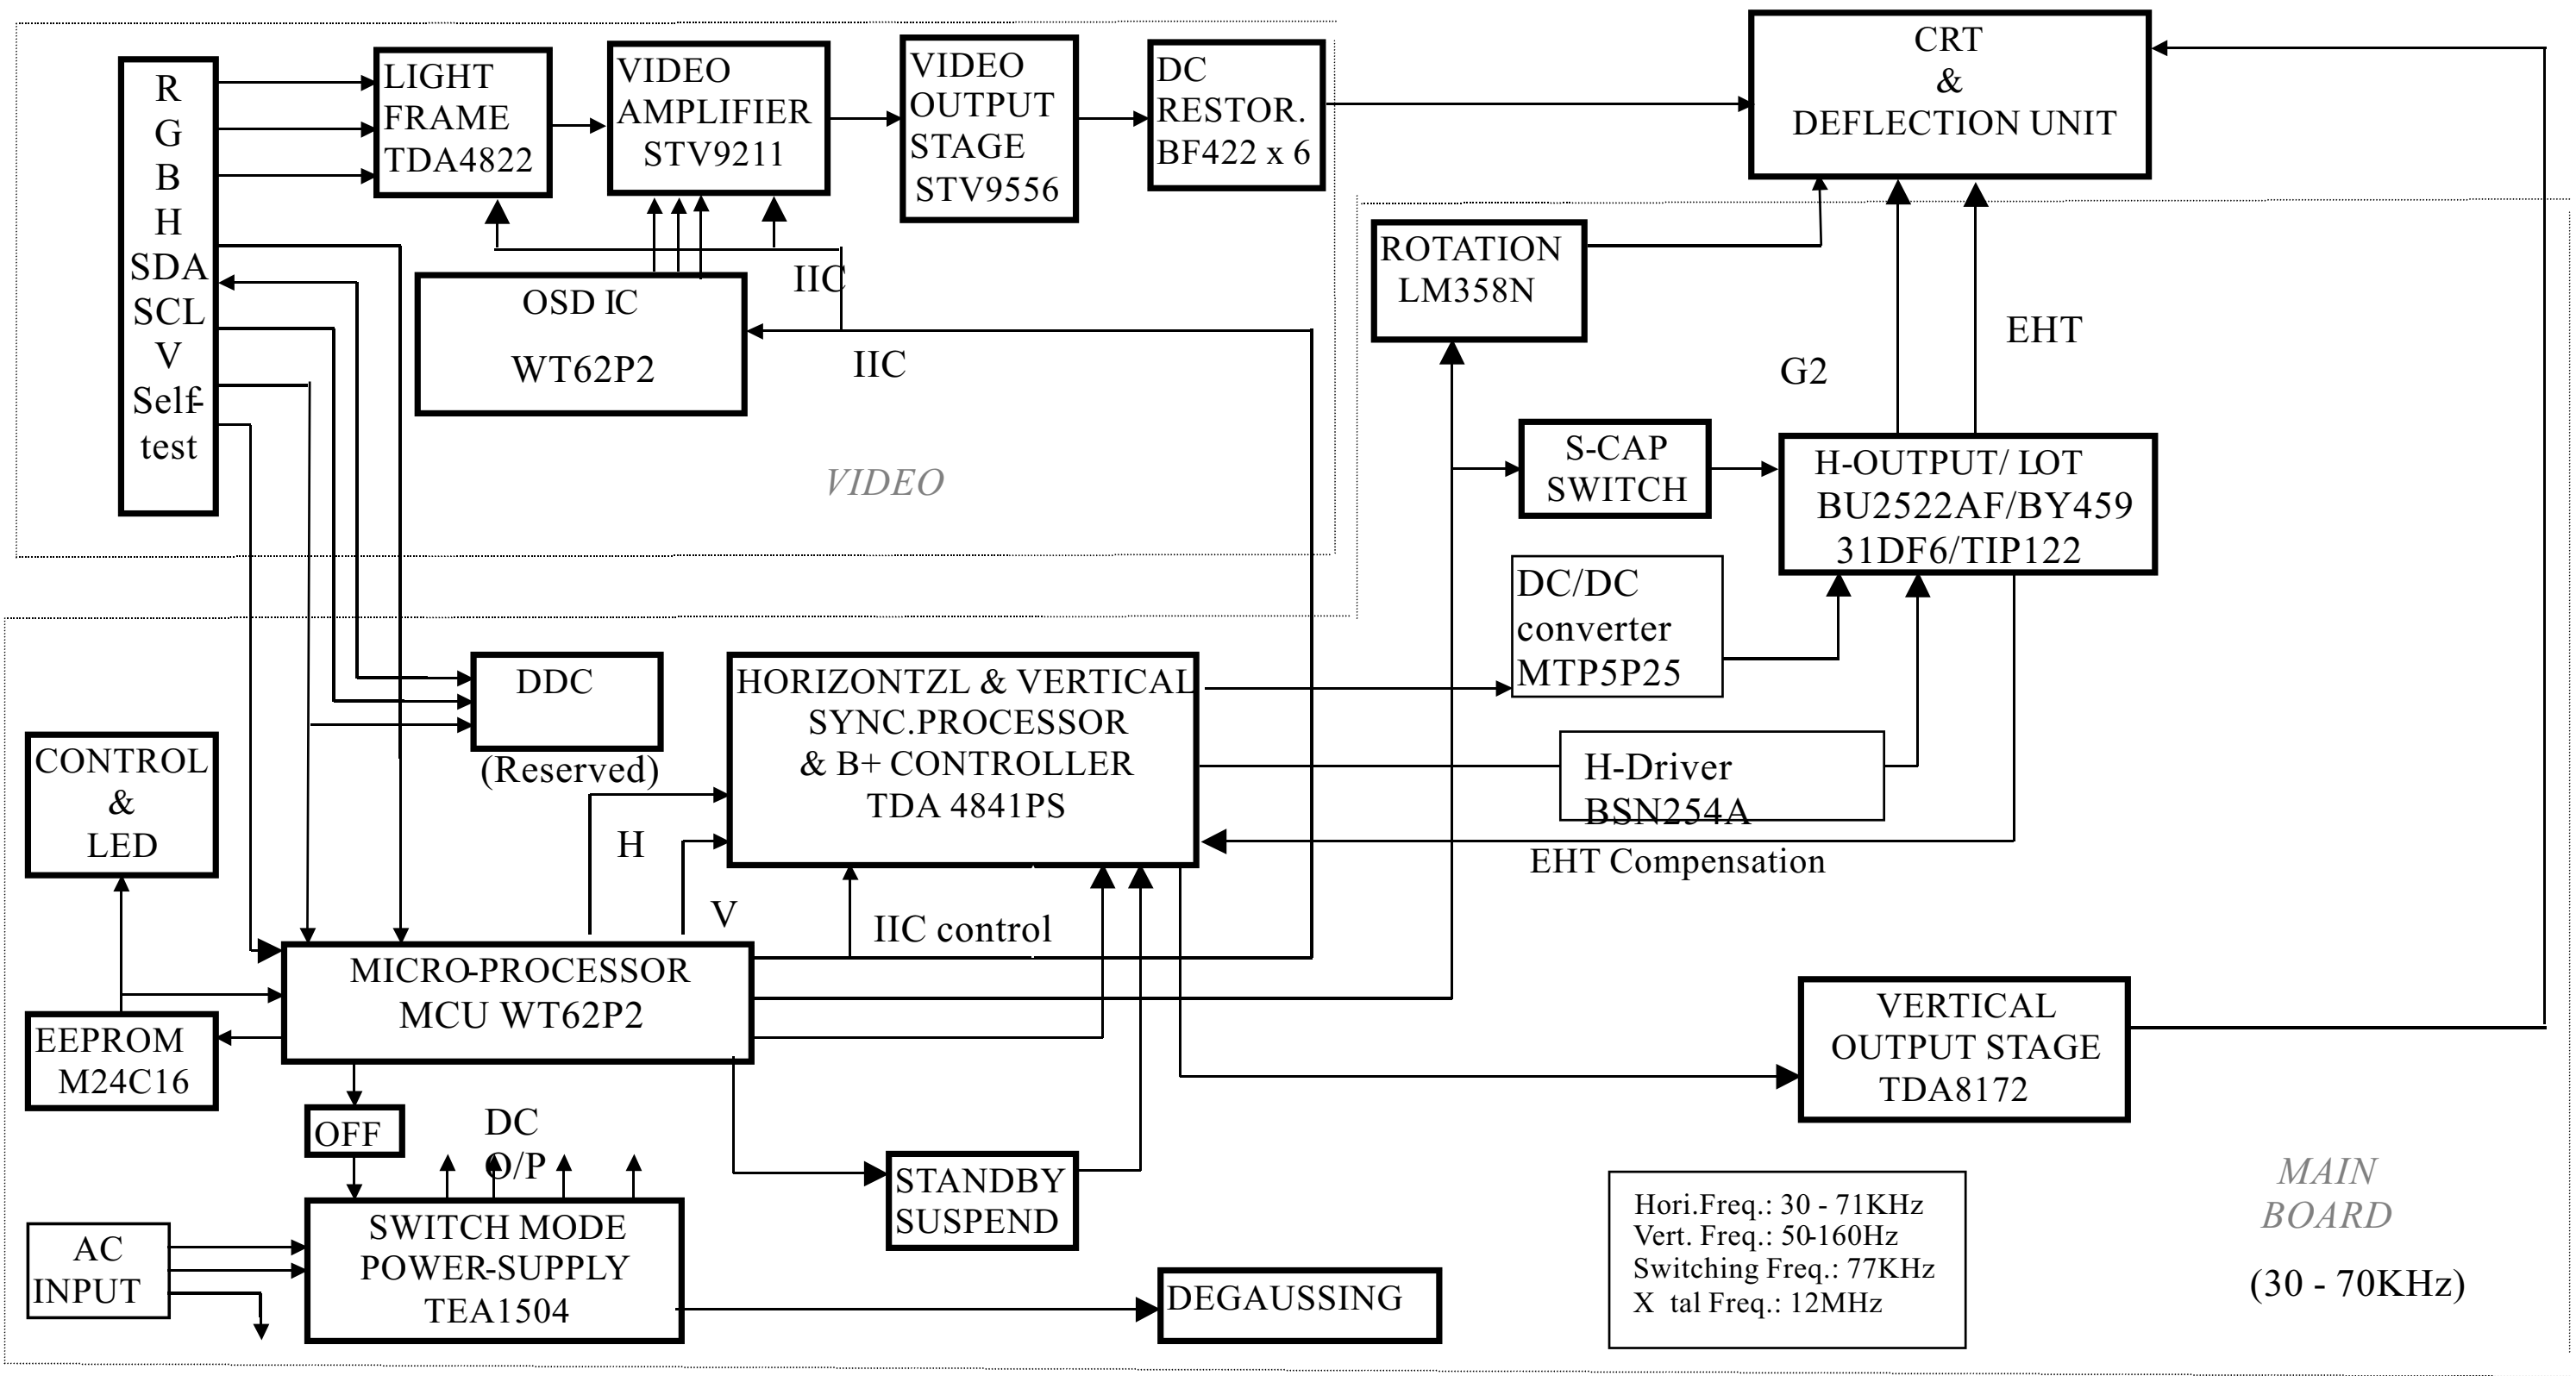 R
G
B
H
SDA
SCL
V
Self-
test
LIGHT
FRAME
TDA4822
VIDEO
AMPLIFIER
STV9211
VIDEO
OUTPUT
STAGE
STV9556
DC
RESTOR.
BF422 x 6
CRT
&
DEFLECTION UNIT
IIC
OSD IC
WT62P2
IIC
VIDEO
ROTATION
LM358N
EHT
G2
S-CAP
SWITCH
H-OUTPUT/ LOT
BU2522AF/BY459
31DF6/TIP122
DC/DC
converter
MTP5P25
DDC
(Reserved)
HORIZONTZL & VERTICAL
SYNC.PROCESSOR
& B+ CONTROLLER
TDA 4841PS
H-Driver
BSN254A
EHT Compensation
CONTROL
&
LED
H
V
IIC control
MICRO-PROCESSOR
MCU WT62P2
EEPROM
M24C16
OFF
DC
O/P
VERTICAL
OUTPUT STAGE
TDA8172
STANDBY
SUSPEND
AC
INPUT
SWITCH MODE
POWER-SUPPLY
TEA1504
DEGAUSSING
Hori.Freq.: 30 - 71KHz
Vert. Freq.: 50-160Hz
Switching Freq.: 77KHz
X tal Freq.: 12MHz
MAIN
BOARD
(30 - 70KHz)